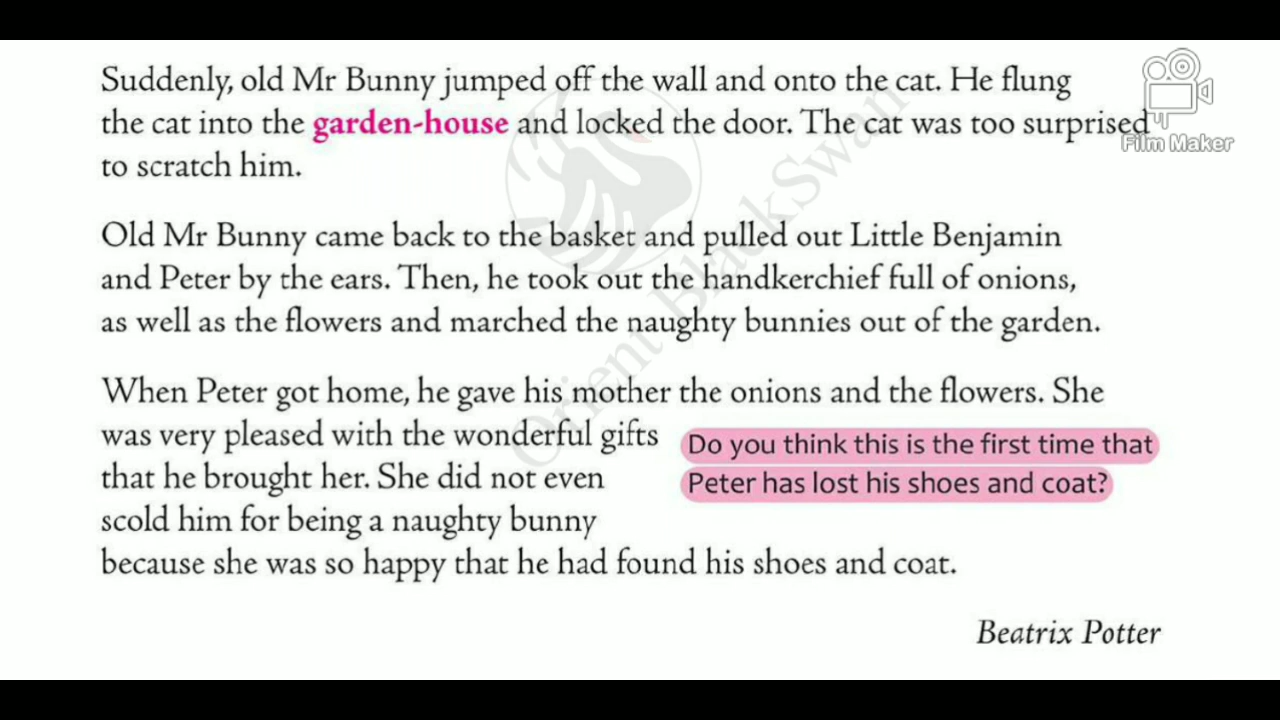 Suddenly, old Mr Bunny jumped off the wall and onto the cat. He flung
the cat into the garden-house and locked the door. The cat was too surprised
to scratch him.
Film Maker
Old Mr Bunny came back to the basket and pulled out Little Benjamin
and Peter by the ears. Then, he took out the handkerchief full of onions,
as well as the flowers and marched the naughty bunnies out of the garden.
Orient BlackSwan
When Peter got home, he gave his mother the onions and the flowers. She
was very pleased with the wonderful gifts
that he brought her. She did not even
scold him for being a naughty bunny
because she was so happy that he had found his shoes and coat.
Do you think this is the first time that
Peter has lost his shoes and coat?
Beatrix Potter